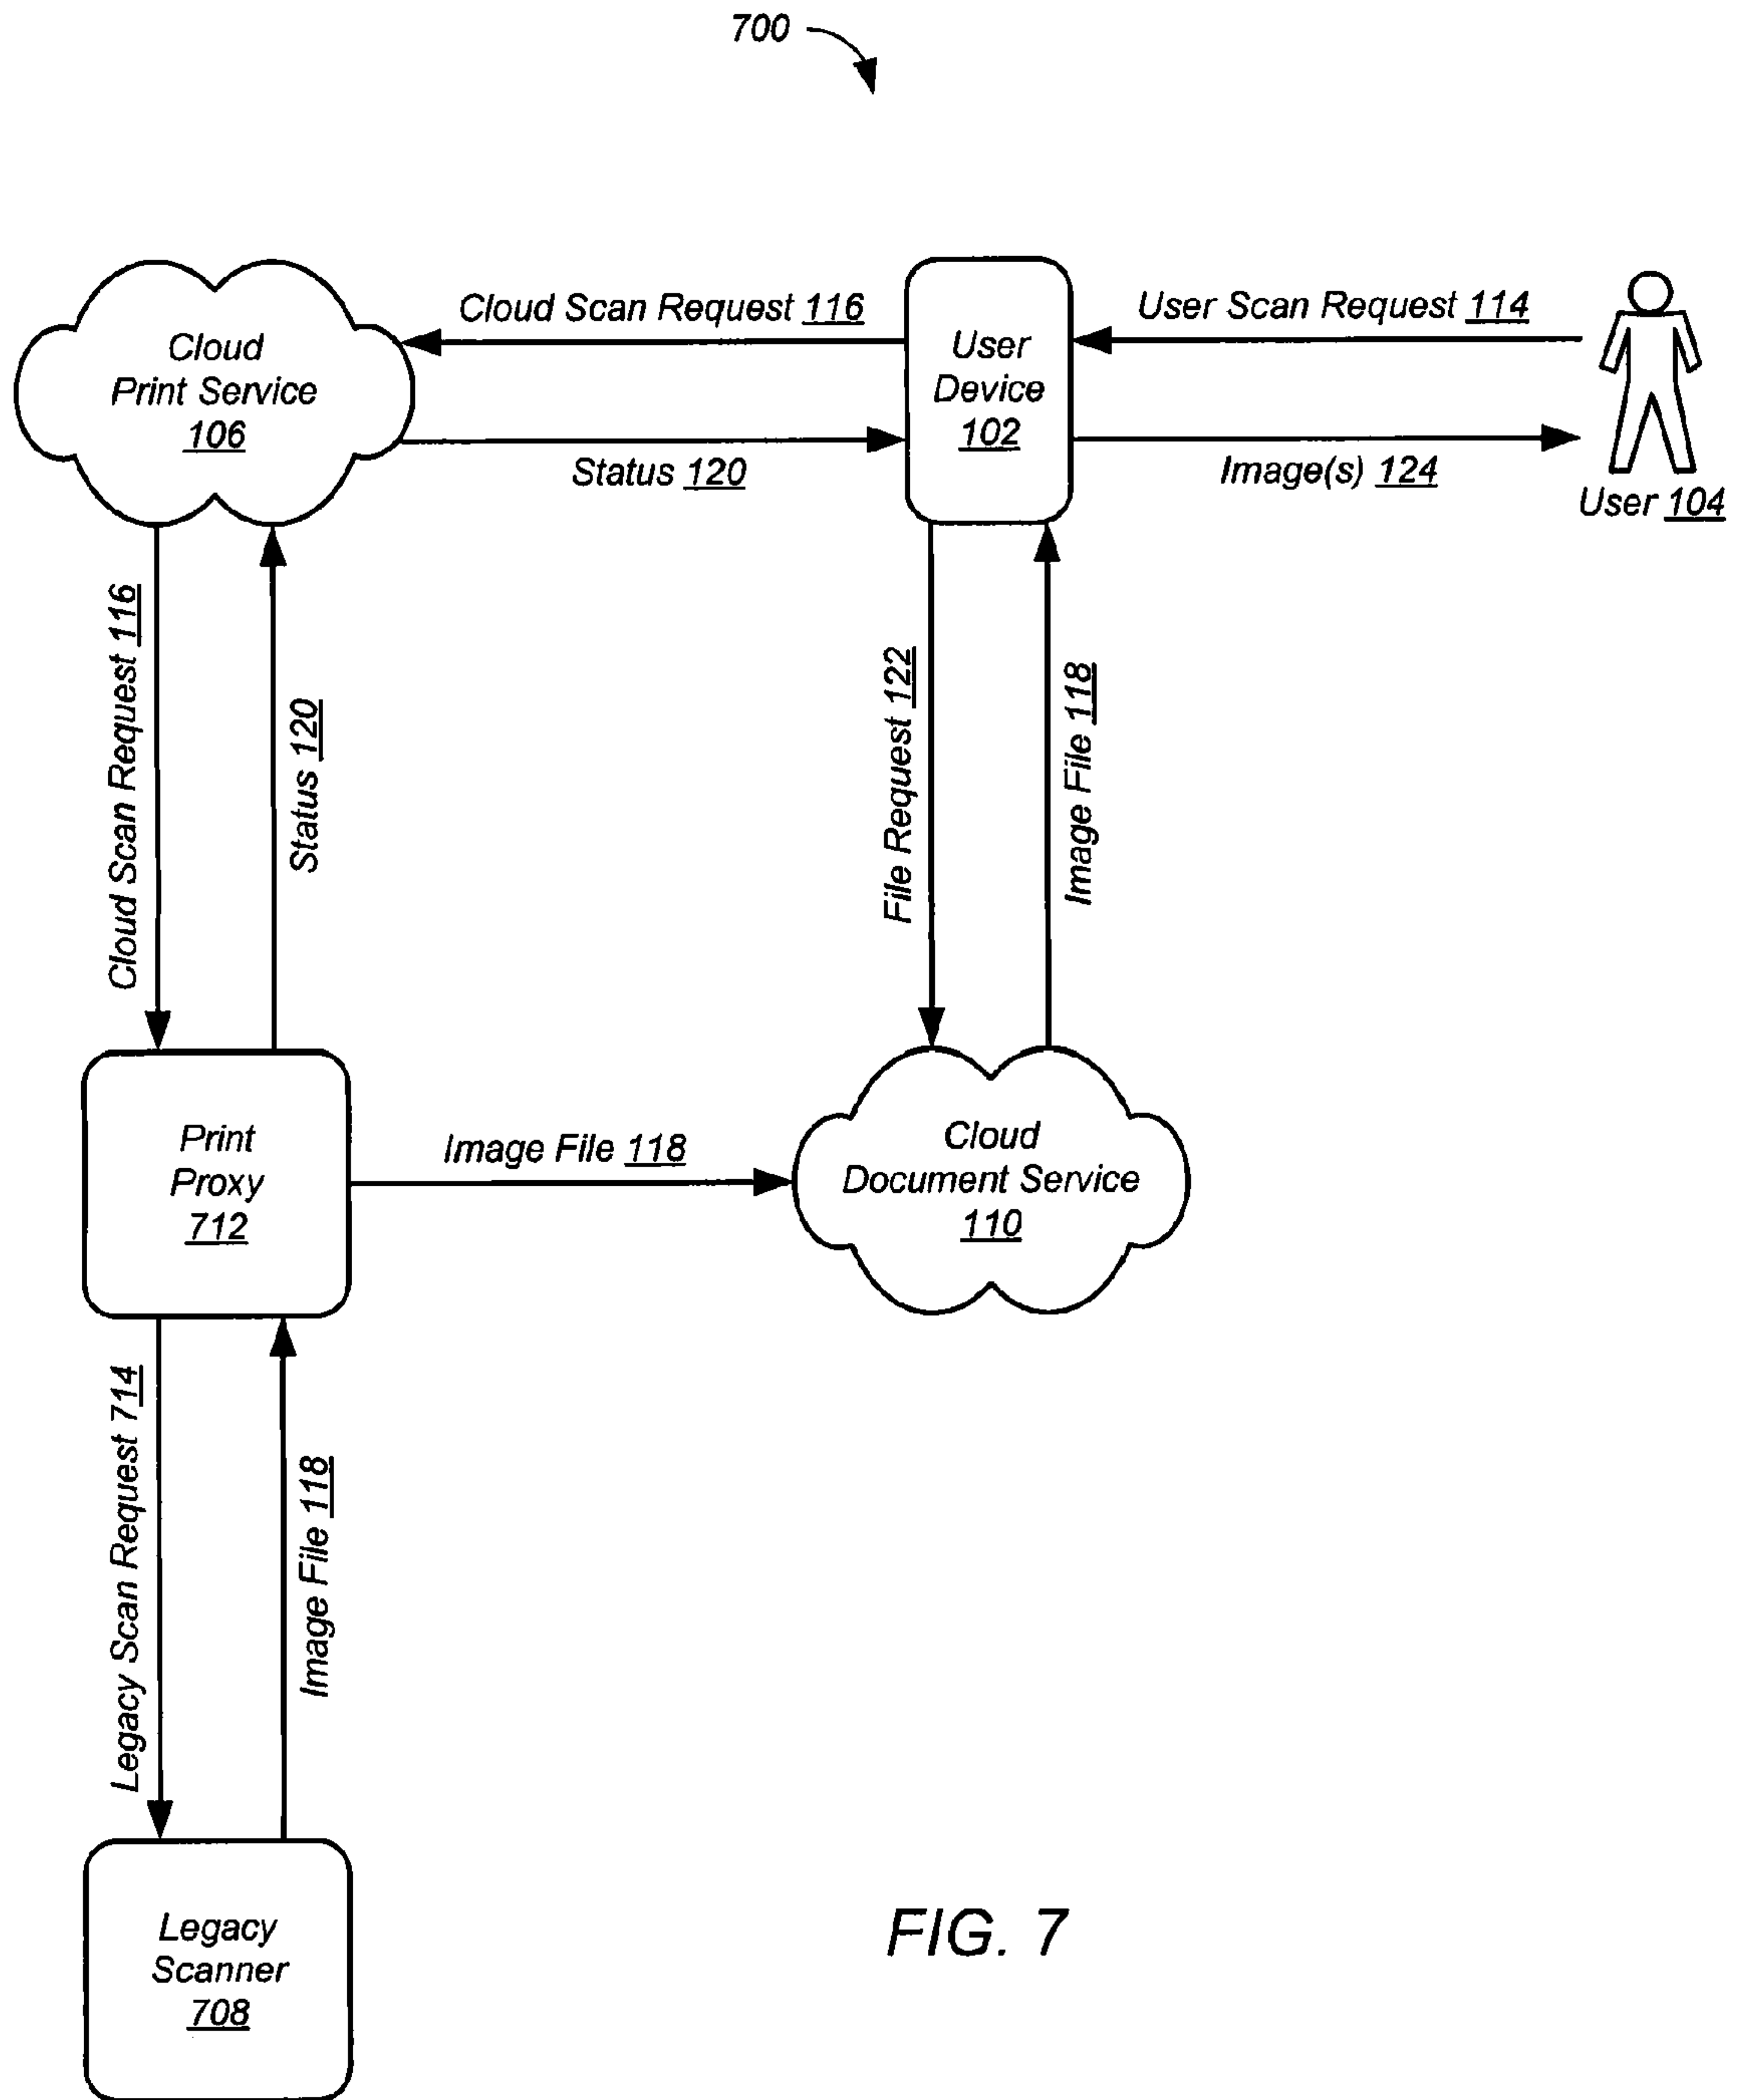 700
Cloud Print Service 106
Cloud Scan Request 116
Status 120
User Device 102
User Scan Request 114
Image(s) 124
User 104
Cloud Scan Request 116
Status 120
File Request 122
Image File 118
Print Proxy 712
Image File 118
Cloud Document Service 110
Legacy Scan Request 714
Image File 118
Legacy Scanner 708
FIG. 7